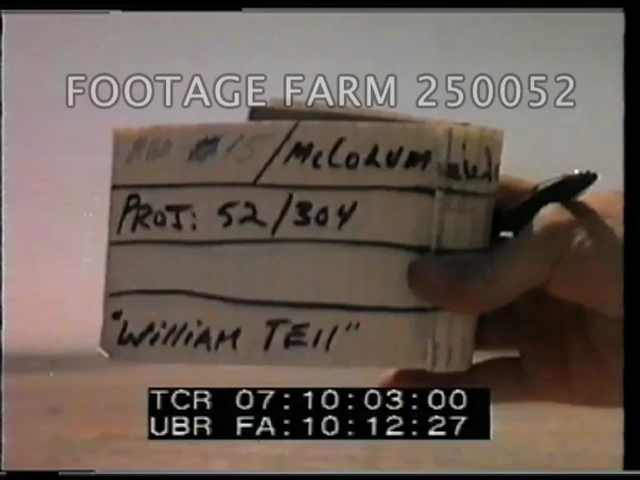 FOOTAGE FARM 250052
#15/McCOLUM
PROJ: 52/304
"William TEll"
TCR 07:10:03:00
UBR FA:10:12:27